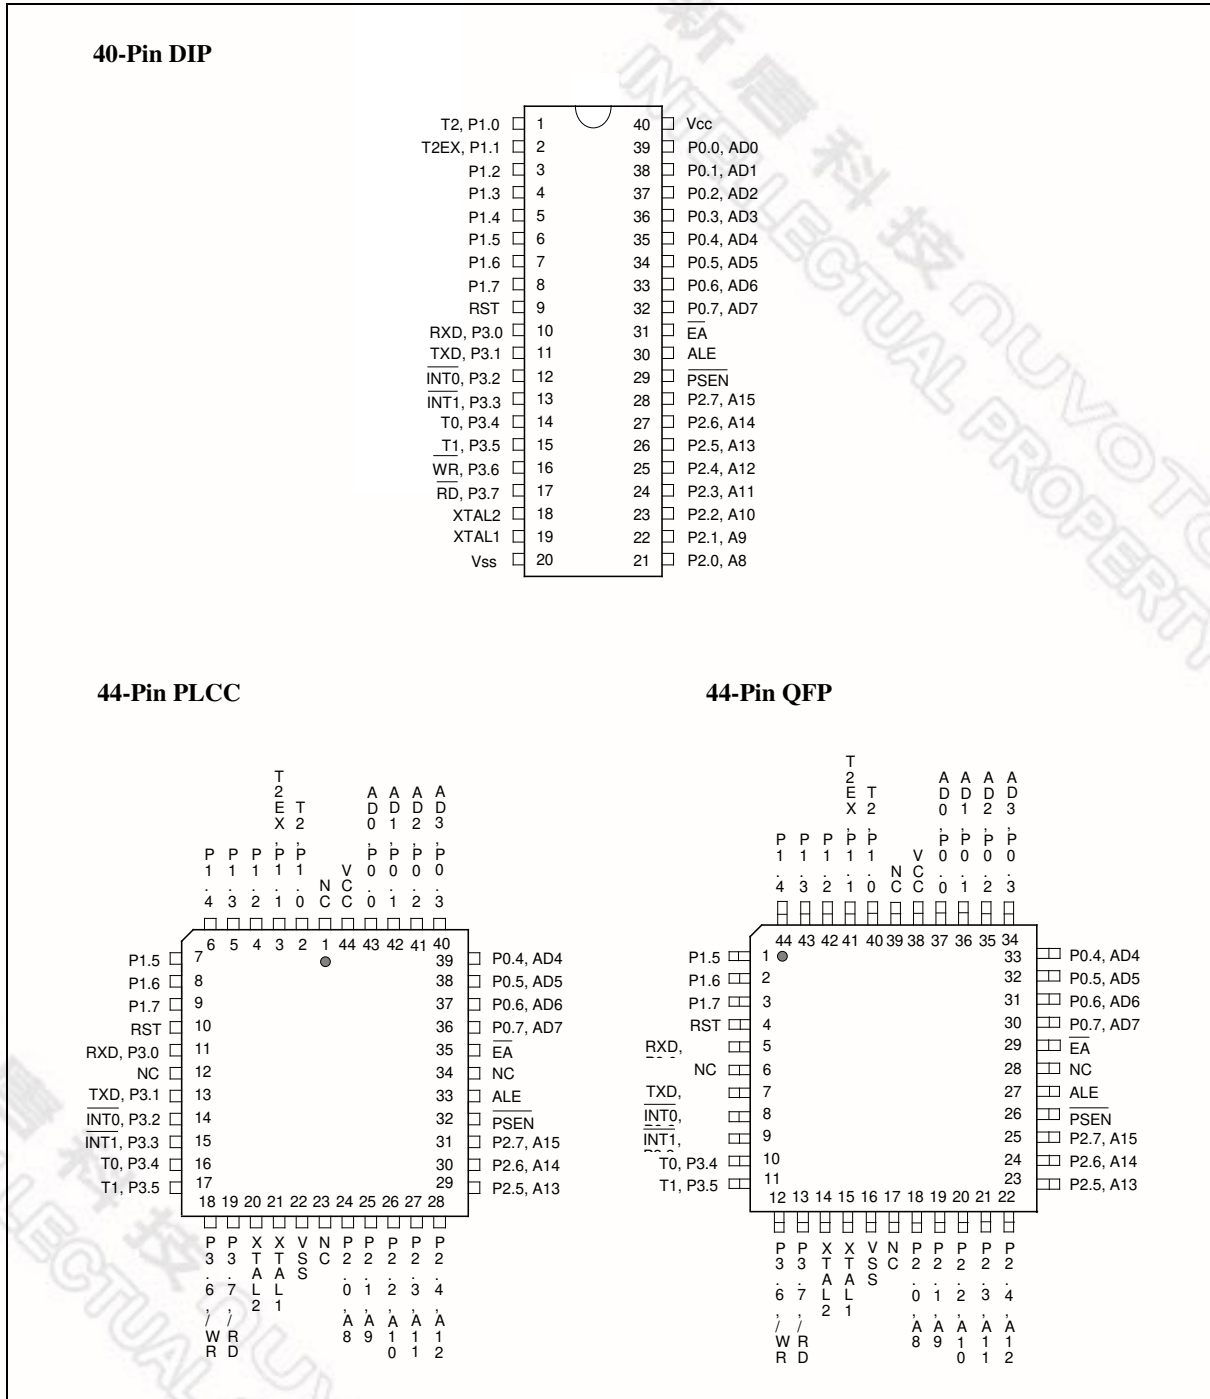 40-Pin DIP
T2, P1.0 1 40 Vcc
T2EX, P1.1 2 39 P0.0, AD0
P1.2 3 38 P0.1, AD1
P1.3 4 37 P0.2, AD2
P1.4 5 36 P0.3, AD3
P1.5 6 35 P0.4, AD4
P1.6 7 34 P0.5, AD5
P1.7 8 33 P0.6, AD6
RST 9 32 P0.7, AD7
RXD, P3.0 10 31 EA
TXD, P3.1 11 30 ALE
INT0, P3.2 12 29 PSEN
INT1, P3.3 13 28 P2.7, A15
T0, P3.4 14 27 P2.6, A14
T1, P3.5 15 26 P2.5, A13
WR, P3.6 16 25 P2.4, A12
RD, P3.7 17 24 P2.3, A11
XTAL2 18 23 P2.2, A10
XTAL1 19 22 P2.1, A9
Vss 20 21 P2.0, A8
44-Pin PLCC
P1.4 P1.3 P1.2 T2EX,P1.1 T2,P1.0 NC VCC AD0,P0.0 AD1,P0.1 AD2,P0.2 AD3,P0.3
6 5 4 3 2 1 44 43 42 41 40
P1.5 7 39 P0.4, AD4
P1.6 8 38 P0.5, AD5
P1.7 9 37 P0.6, AD6
RST 10 36 P0.7, AD7
RXD, P3.0 11 35 EA
NC 12 34 NC
TXD, P3.1 13 33 ALE
INT0, P3.2 14 32 PSEN
INT1, P3.3 15 31 P2.7, A15
T0, P3.4 16 30 P2.6, A14
T1, P3.5 17 29 P2.5, A13
18 19 20 21 22 23 24 25 26 27 28
P3.6,/WR P3.7,/RD XTAL2 XTAL1 VSS NC P2.0,A8 P2.1,A9 P2.2,A10 P2.3,A11 P2.4,A12
44-Pin QFP
P1.4 P1.3 P1.2 T2EX,P1.1 T2,P1.0 NC VCC AD0,P0.0 AD1,P0.1 AD2,P0.2 AD3,P0.3
44 43 42 41 40 39 38 37 36 35 34
P1.5 1 33 P0.4, AD4
P1.6 2 32 P0.5, AD5
P1.7 3 31 P0.6, AD6
RST 4 30 P0.7, AD7
RXD, 5 29 EA
NC 6 28 NC
TXD, 7 27 ALE
INT0, 8 26 PSEN
INT1, 9 25 P2.7, A15
T0, P3.4 10 24 P2.6, A14
T1, P3.5 11 23 P2.5, A13
12 13 14 15 16 17 18 19 20 21 22
P3.6,/WR P3.7,/RD XTAL2 XTAL1 VSS NC P2.0,A8 P2.1,A9 P2.2,A10 P2.3,A11 P2.4,A12
新唐科技 nuvoTo
INTELLECTUAL PROPERTY